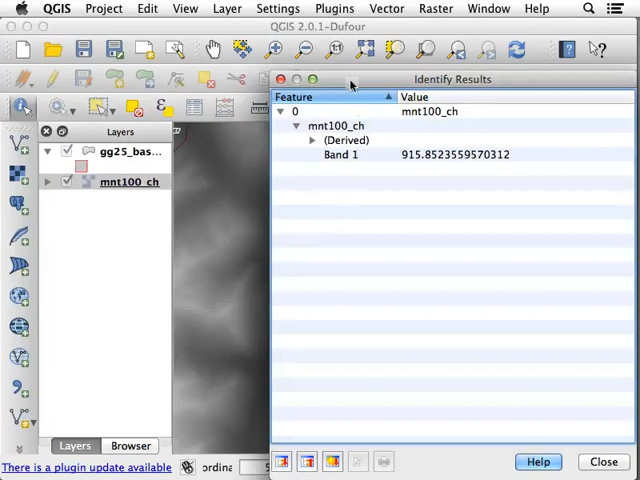 QGIS Project Edit View Layer Settings Plugins Vector Raster Window Help
QGIS 2.0.1-Dufour
Identify Results
Feature Value
0 mnt100_ch
mnt100_ch
(Derived)
Band 1 915.8523559570312
Layers
gg25_bas...
mnt100_ch
Layers Browser
There is a plugin update available
ordina
Help Close